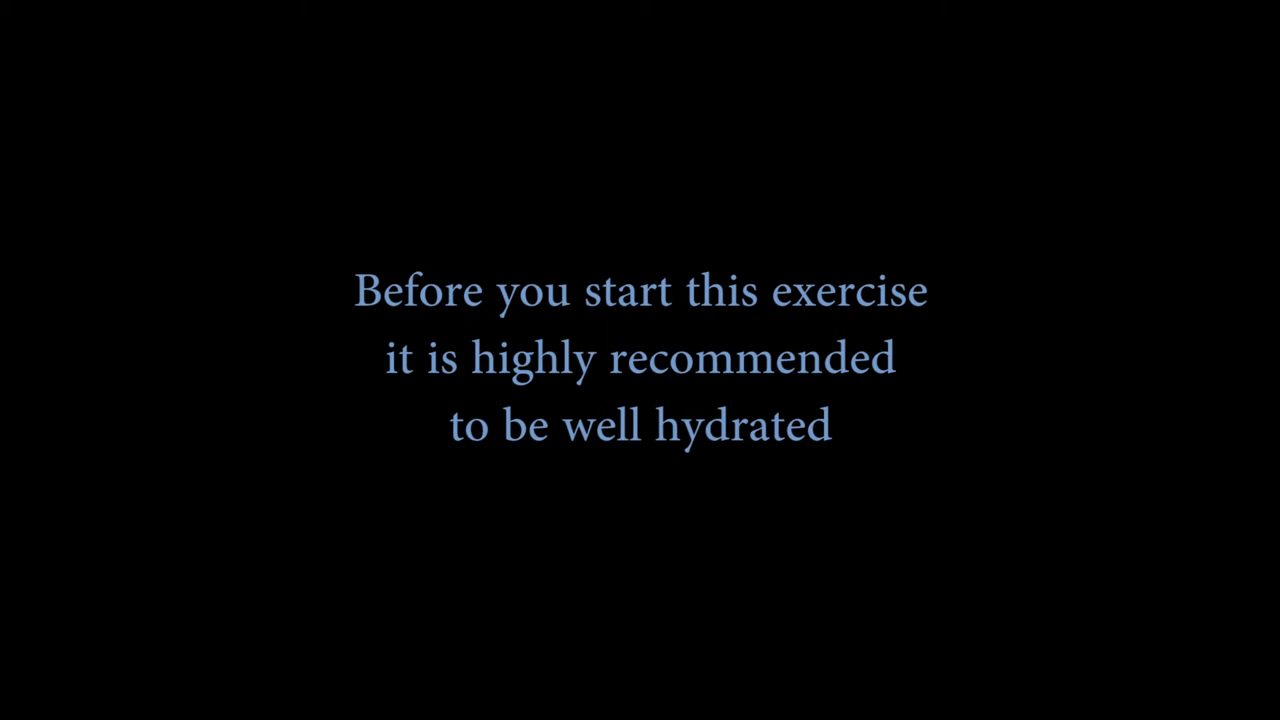 Before you start this exercise
it is highly recommended
to be well hydrated